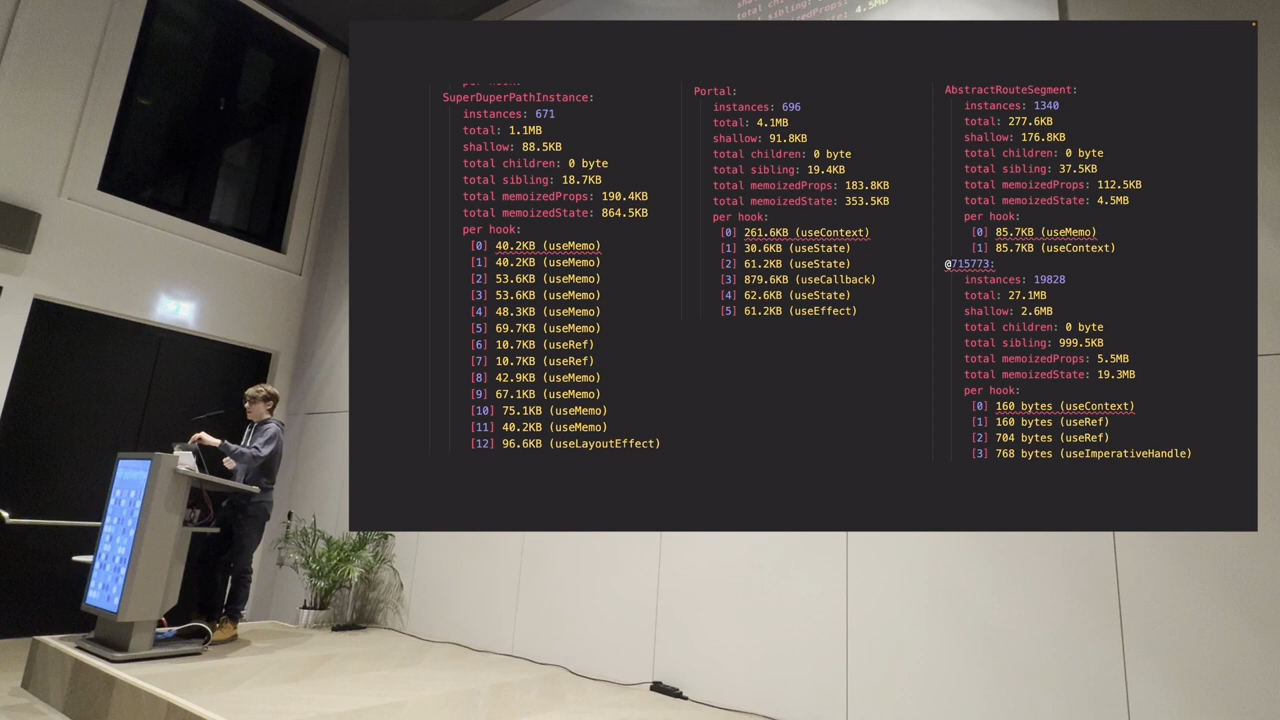 SuperDuperPathInstance:
instances: 671
total: 1.1MB
shallow: 88.5KB
total children: 0 byte
total sibling: 18.7KB
total memoizedProps: 190.4KB
total memoizedState: 864.5KB
per hook:
[0] 40.2KB (useMemo)
[1] 40.2KB (useMemo)
[2] 53.6KB (useMemo)
[3] 53.6KB (useMemo)
[4] 48.3KB (useMemo)
[5] 69.7KB (useMemo)
[6] 10.7KB (useRef)
[7] 10.7KB (useRef)
[8] 42.9KB (useMemo)
[9] 67.1KB (useMemo)
[10] 75.1KB (useMemo)
[11] 40.2KB (useMemo)
[12] 96.6KB (useLayoutEffect)
Portal:
instances: 696
total: 4.1MB
shallow: 91.8KB
total children: 0 byte
total sibling: 19.4KB
total memoizedProps: 183.8KB
total memoizedState: 353.5KB
per hook:
[0] 261.6KB (useContext)
[1] 30.6KB (useState)
[2] 61.2KB (useState)
[3] 879.6KB (useCallback)
[4] 62.6KB (useState)
[5] 61.2KB (useEffect)
AbstractRouteSegment:
instances: 1340
total: 277.6KB
shallow: 176.8KB
total children: 0 byte
total sibling: 37.5KB
total memoizedProps: 112.5KB
total memoizedState: 4.5MB
per hook:
[0] 85.7KB (useMemo)
[1] 85.7KB (useContext)
@715773:
instances: 19828
total: 27.1MB
shallow: 2.6MB
total children: 0 byte
total sibling: 999.5KB
total memoizedProps: 5.5MB
total memoizedState: 19.3MB
per hook:
[0] 160 bytes (useContext)
[1] 160 bytes (useRef)
[2] 704 bytes (useRef)
[3] 768 bytes (useImperativeHandle)